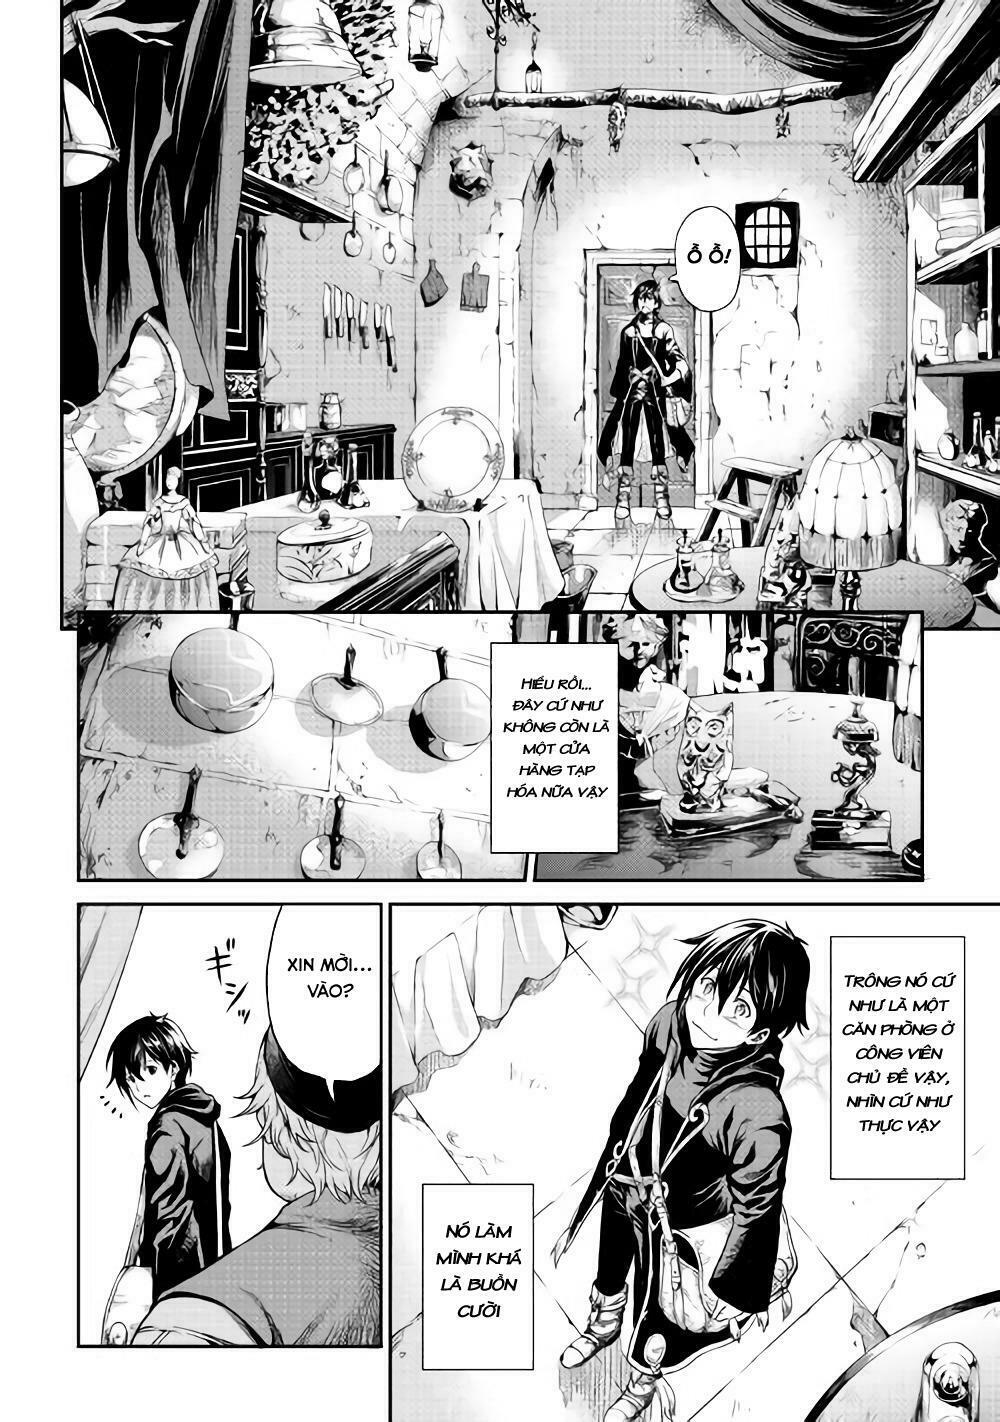 Ồ Ồ!
HIỂU RỒI...
ĐÂY CỨ NHƯ
KHÔNG CÒN LÀ
MỘT CỬA
HÀNG TẠP
HÓA NỮA VẬY
TRÔNG NÓ CỨ
NHƯ LÀ MỘT
CĂN PHÒNG Ở
CÔNG VIÊN
CHỦ ĐỀ VẬY,
NHÌN CỨ NHƯ
THỰC VẬY
NÓ LÀM
MÌNH KHÁ
LÀ BUỒN
CƯỜI
XIN MỜI...
VÀO?
ギシ